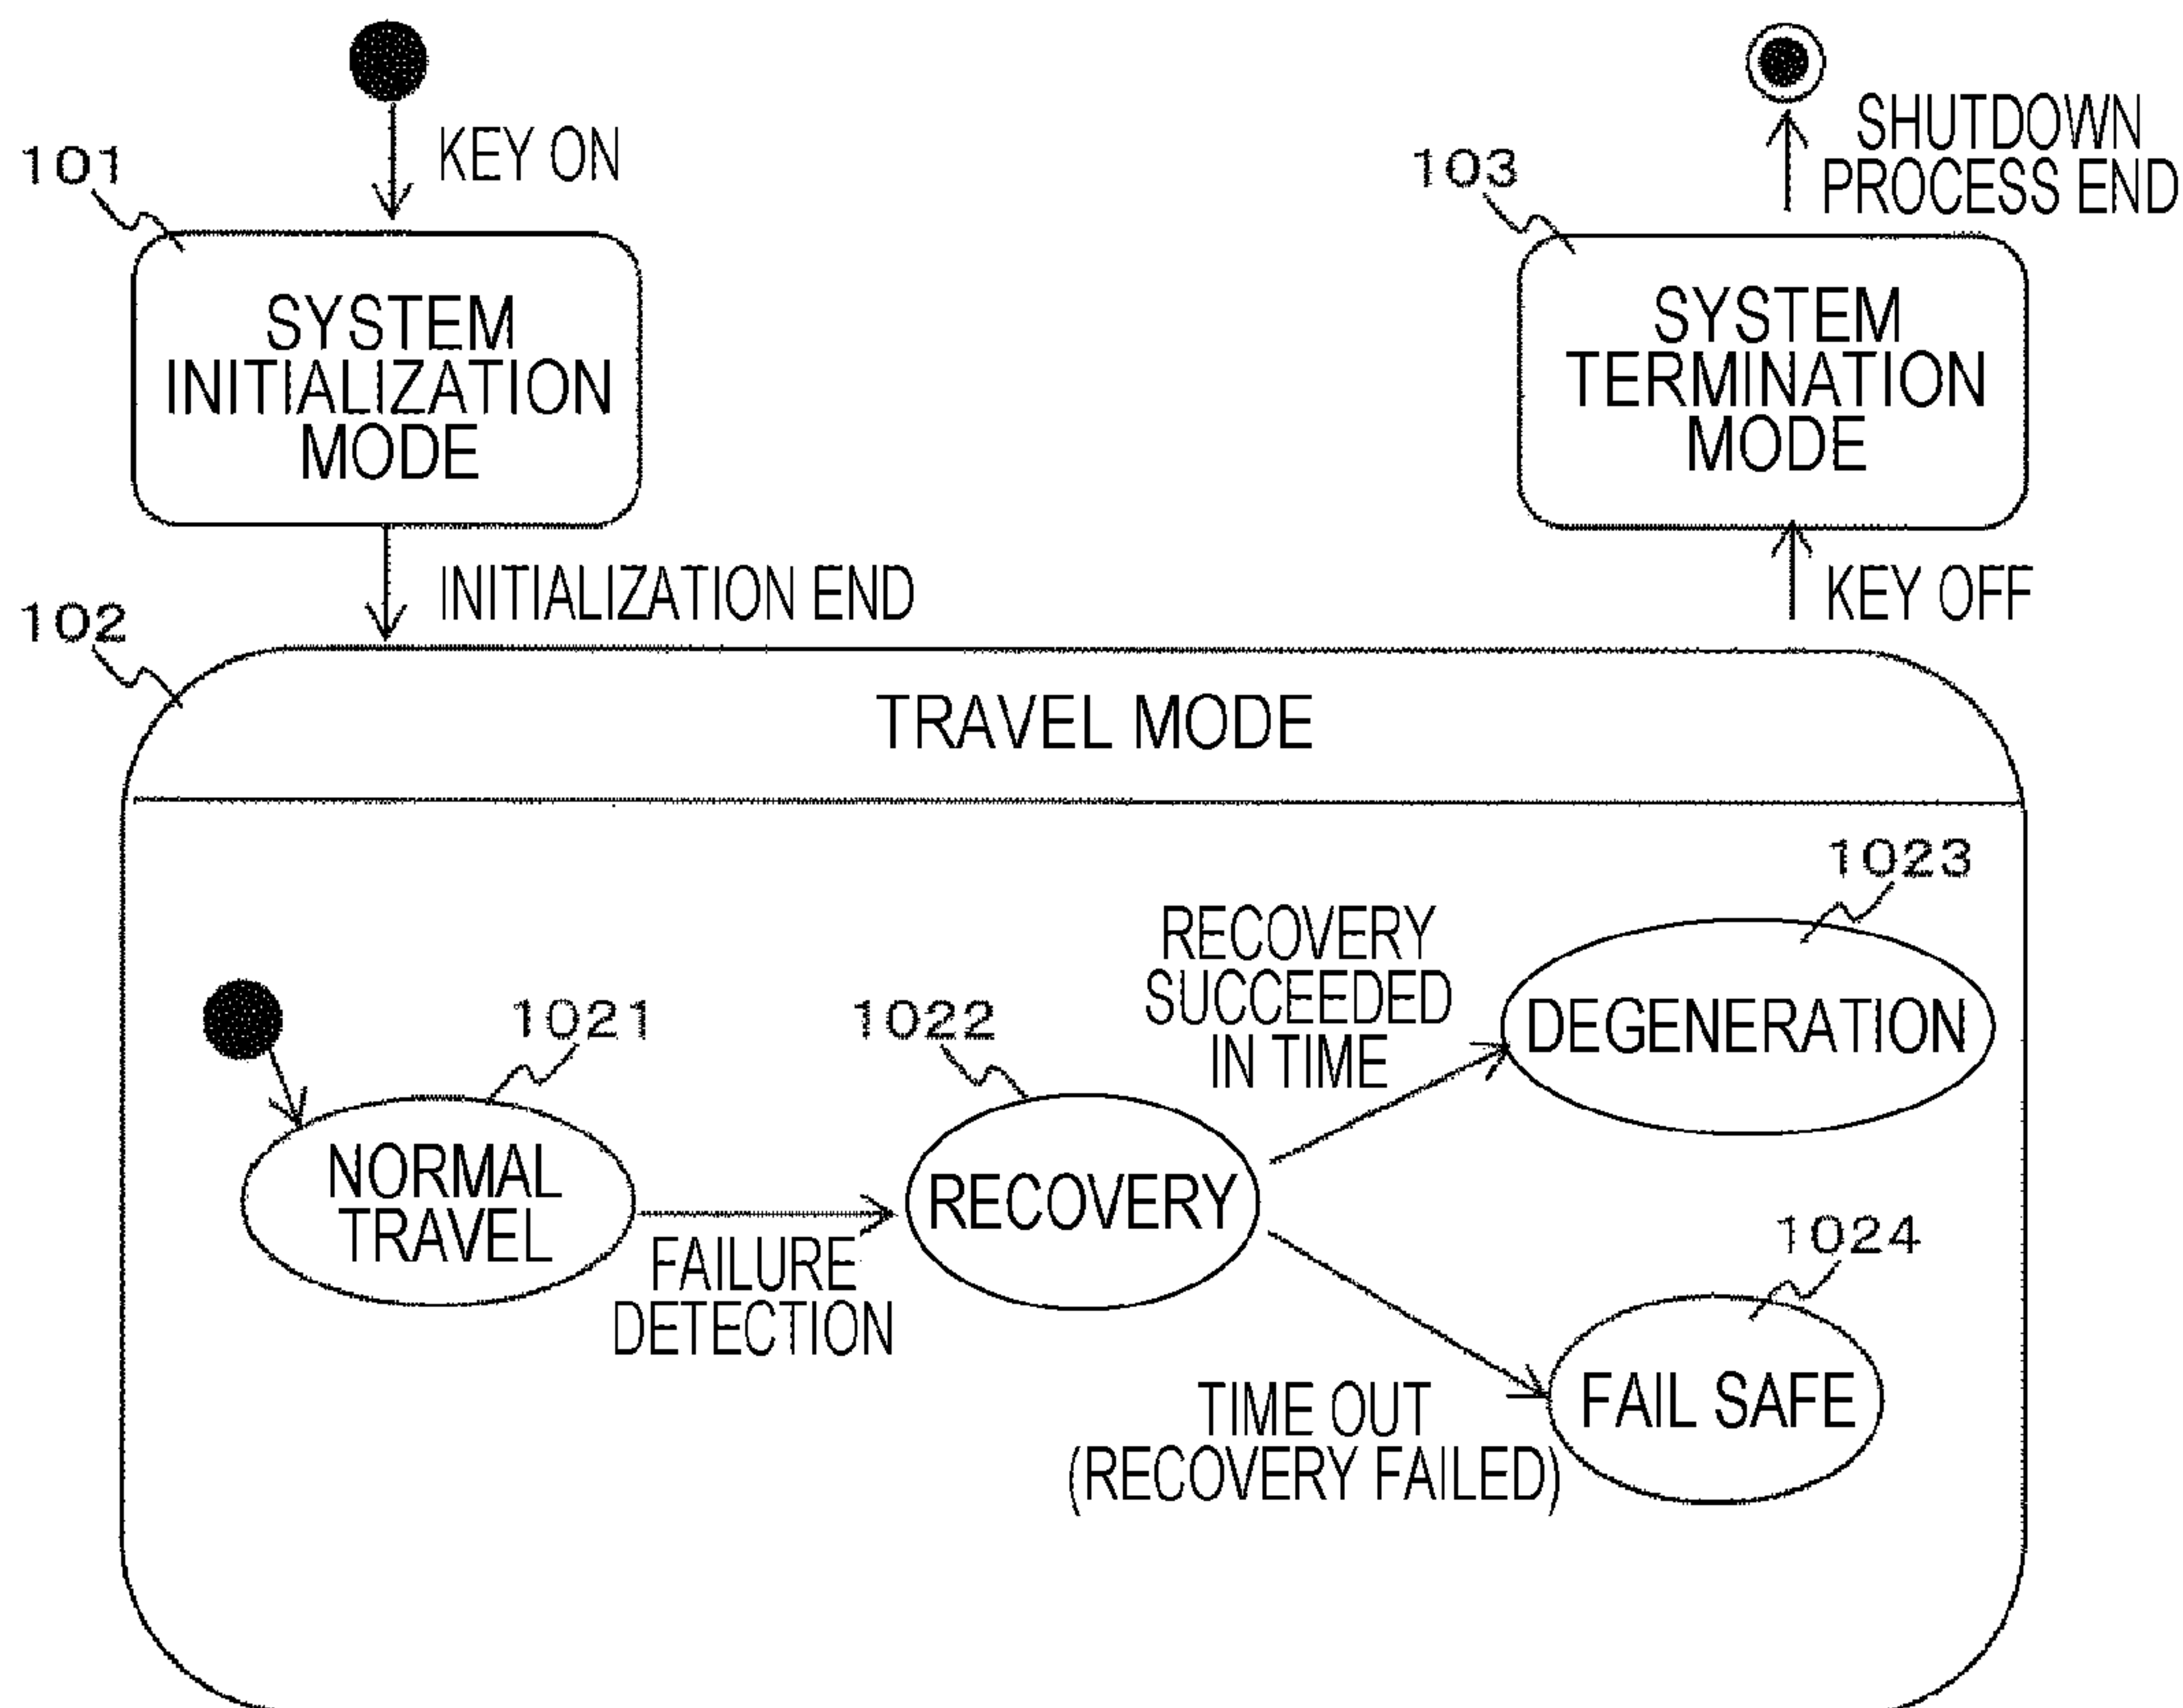 KEY ON
101
SYSTEM
INITIALIZATION
MODE
SHUTDOWN
PROCESS END
103
SYSTEM
TERMINATION
MODE
INITIALIZATION END
KEY OFF
102
TRAVEL MODE
1021
NORMAL
TRAVEL
FAILURE
DETECTION
1022
RECOVERY
RECOVERY
SUCCEEDED
IN TIME
1023
DEGENERATION
TIME OUT
(RECOVERY FAILED)
1024
FAIL SAFE